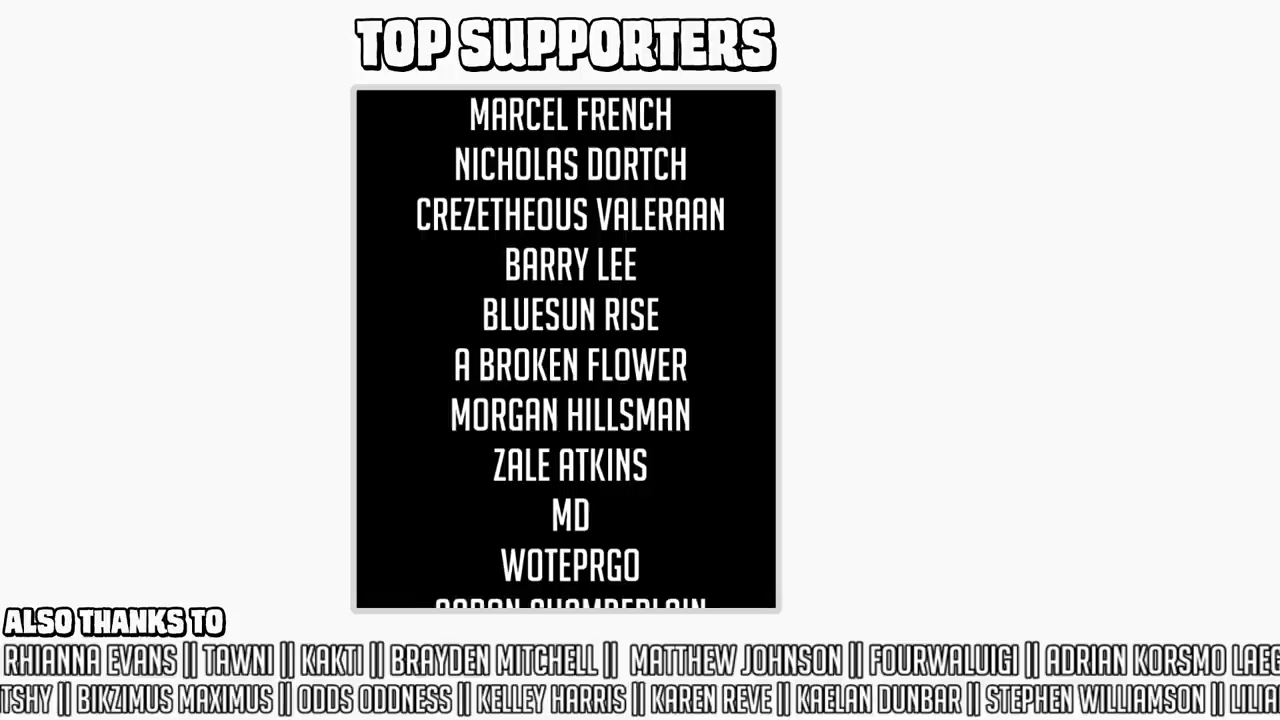 TOP SUPPORTERS
MARCEL FRENCH
NICHOLAS DORTCH
CREZETHEOUS VALERAAN
BARRY LEE
BLUESUN RISE
A BROKEN FLOWER
MORGAN HILLSMAN
ZALE ATKINS
MD
WOTEPRGO
AARON CHAMBERLAIN
ALSO THANKS TO
RHIANNA EVANS || TAWNI || KAKTI || BRAYDEN MITCHELL || MATTHEW JOHNSON || FOURWALUIGI || ADRIAN KORSMO
|| BIKZIMUS MAXIMUS || ODDS ODDNESS || KELLEY HARRIS || KAREN REVE || KAELAN DUNBAR || STEPHEN WILLIAMSON ||